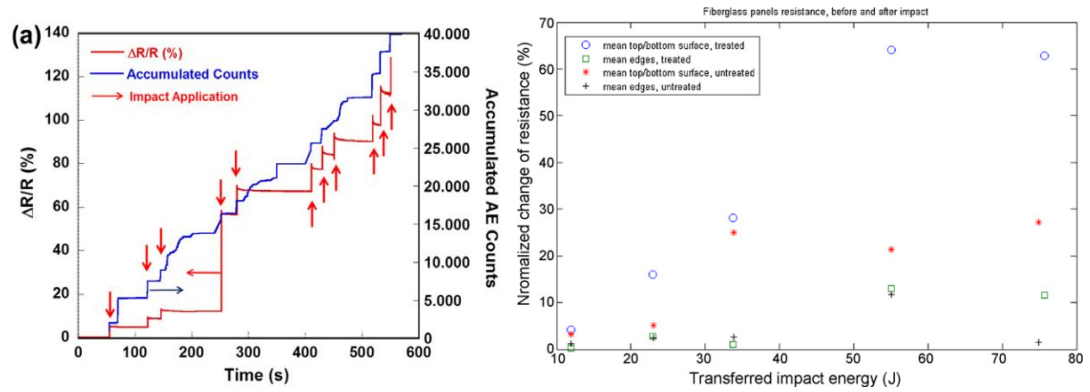 (a)
140
120
100
80
60
40
20
0
ΔR/R (%)
ΔR/R (%)
Accumulated Counts
Impact Application
40.000
35.000
30.000
25.000
20.000
15.000
10.000
5.000
0
Accumulated AE Counts
0 100 200 300 400 500 600
Time (s)
Fiberglass panels resistance, before and after impact
70
60
50
40
30
20
10
0
Nromalized change of resistance (%)
mean top/bottom surface, treated
mean edges, treated
mean top/bottom surface, untreated
mean edges, untreated
10 20 30 40 50 60 70 80
Transferred impact energy (J)